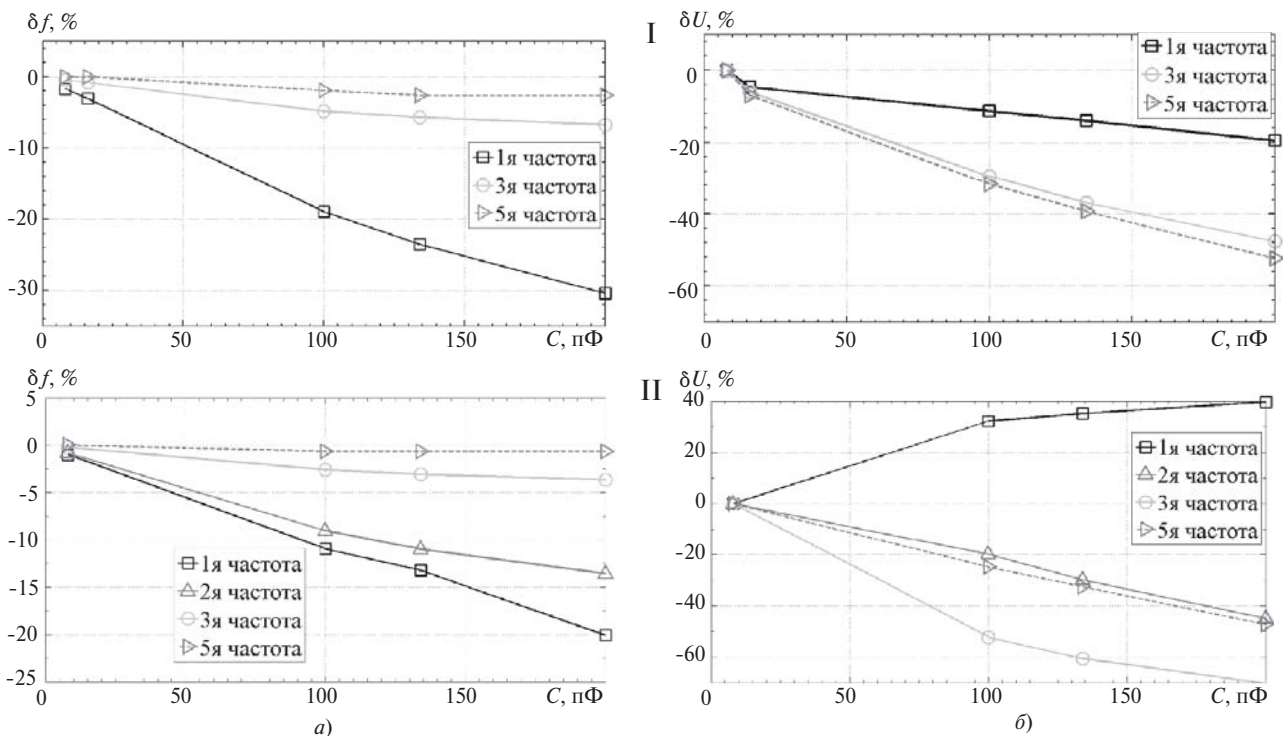 δf, %
0
-10
-20
-30
0
50
100
150
C, пФ
1я частота
3я частота
5я частота
I
δU, %
0
-20
-40
-60
0
50
100
150
C, пФ
1я частота
3я частота
5я частота
δf, %
5
0
-5
-10
-15
-20
-25
0
50
100
150
C, пФ
1я частота
2я частота
3я частота
5я частота
а)
II
δU, %
40
20
0
-20
-40
-60
0
50
100
150
C, пФ
1я частота
2я частота
3я частота
5я частота
б)